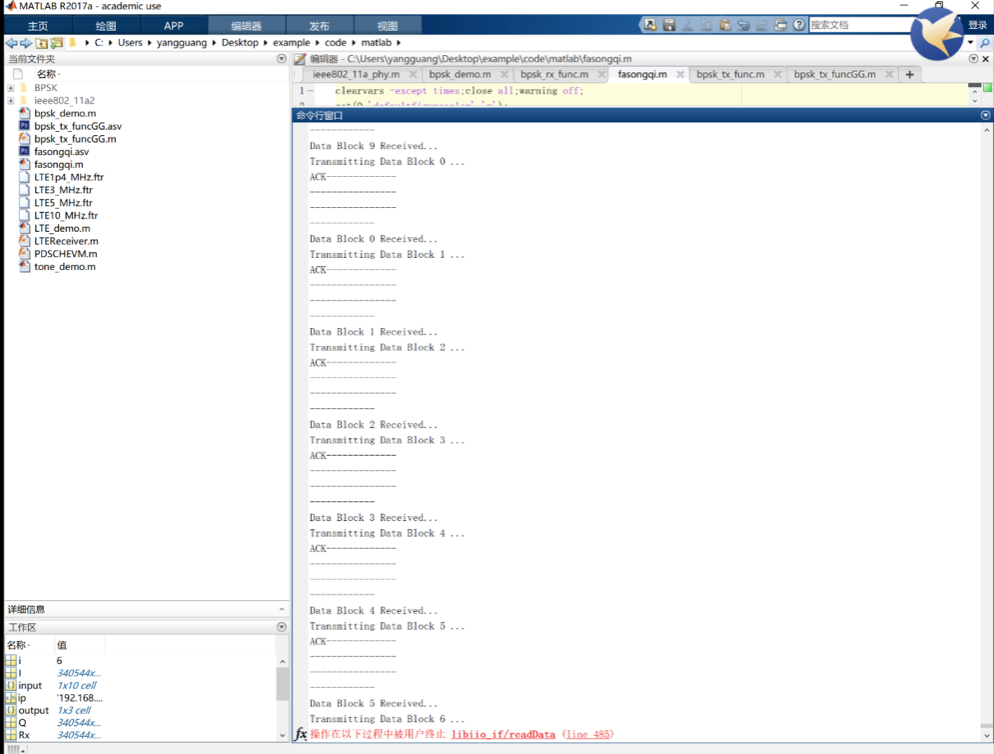 MATLAB R2017a - academic use
主页 绘图 APP 编辑器 发布 视图
搜索文档
登录
C: Users yangguang Desktop example code matlab
当前文件夹
名称
BPSK
ieee802_11a2
bpsk_demo.m
bpsk_tx_funcGG.asv
bpsk_tx_funcGG.m
fasongqi.asv
fasongqi.m
LTE1p4_MHz.ftr
LTE3_MHz.ftr
LTE5_MHz.ftr
LTE10_MHz.ftr
LTE_demo.m
LTEReceiver.m
PDSCHEVM.m
tone_demo.m
详细信息
工作区
名称 值
i 6
I 340544x...
input 1x10 cell
ip '192.168....
output 1x3 cell
Q 340544x...
Rx 340544x...
编辑器 - C:\Users\yangguang\Desktop\example\code\matlab\fasongqi.m
ieee802_11a_phy.m bpsk_demo.m bpsk_rx_func.m fasongqi.m bpsk_tx_func.m bpsk_tx_funcGG.m
1 clearvars -except times;close all;warning off;
命令行窗口
------------
Data Block 9 Received...
Transmitting Data Block 0 ...
ACK-------------
----------------
----------------
------------
Data Block 0 Received...
Transmitting Data Block 1 ...
ACK-------------
----------------
----------------
------------
Data Block 1 Received...
Transmitting Data Block 2 ...
ACK-------------
----------------
----------------
------------
Data Block 2 Received...
Transmitting Data Block 3 ...
ACK-------------
----------------
----------------
------------
Data Block 3 Received...
Transmitting Data Block 4 ...
ACK-------------
----------------
----------------
------------
Data Block 4 Received...
Transmitting Data Block 5 ...
ACK-------------
----------------
----------------
------------
Data Block 5 Received...
Transmitting Data Block 6 ...
fx 操作在以下过程中被用户终止 libiio_if/readData (line 485)